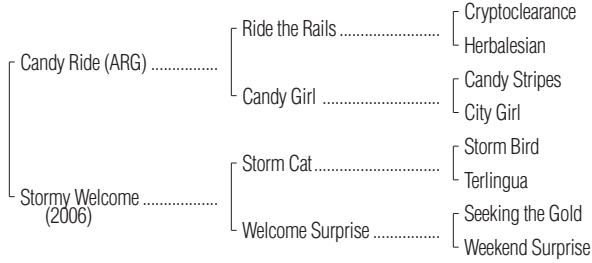 Cryptoclearance
Ride the Rails ....................
Herbalesian
Candy Ride (ARG) ..............
Candy Stripes
Candy Girl .......................
City Girl
Storm Bird
Storm Cat........................
Terlingua
Stormy Welcome ...............
(2006)
Seeking the Gold
Welcome Surprise .............
Weekend Surprise